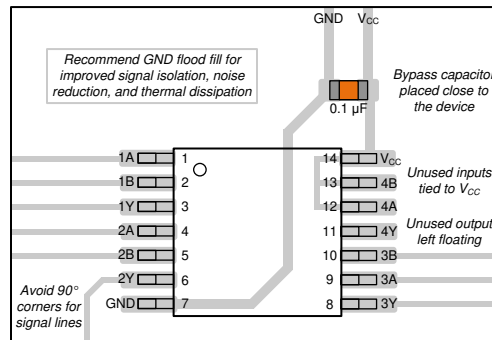 GND VCC
Recommend GND flood fill for
improved signal isolation, noise
reduction, and thermal dissipation
Bypass capacitor
placed close to
the device
0.1 µF
1A 1 14 VCC
1B 2 13 4B
1Y 3 12 4A
2A 4 11 4Y
2B 5 10 3B
2Y 6 9 3A
GND 7 8 3Y
Unused inputs
tied to VCC
Unused output
left floating
Avoid 90°
corners for
signal lines